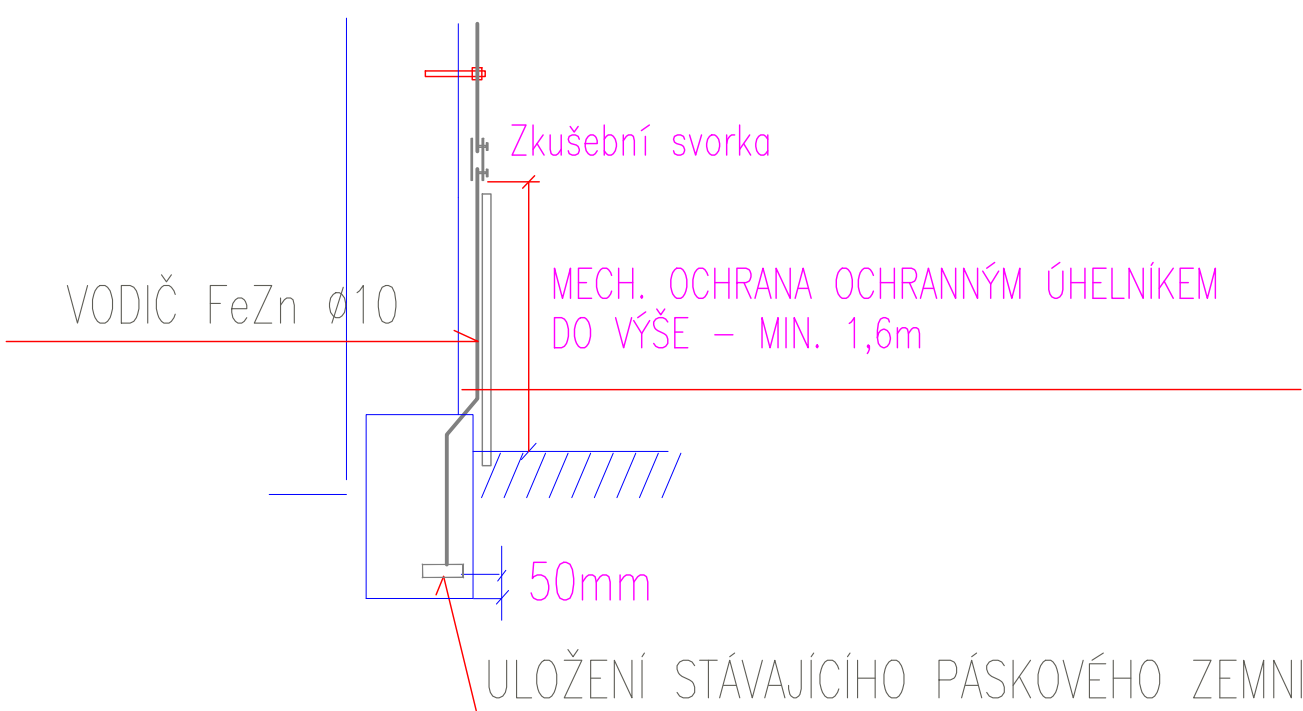 Zkušební svorka
MECH. OCHRANA OCHRANNÝM ÚHELNÍKEM
DO VÝŠE – MIN. 1,6m
VODIČ FeZn ø10
50mm
ULOŽENÍ STÁVAJÍCÍHO PÁSKOVÉHO ZEMNI